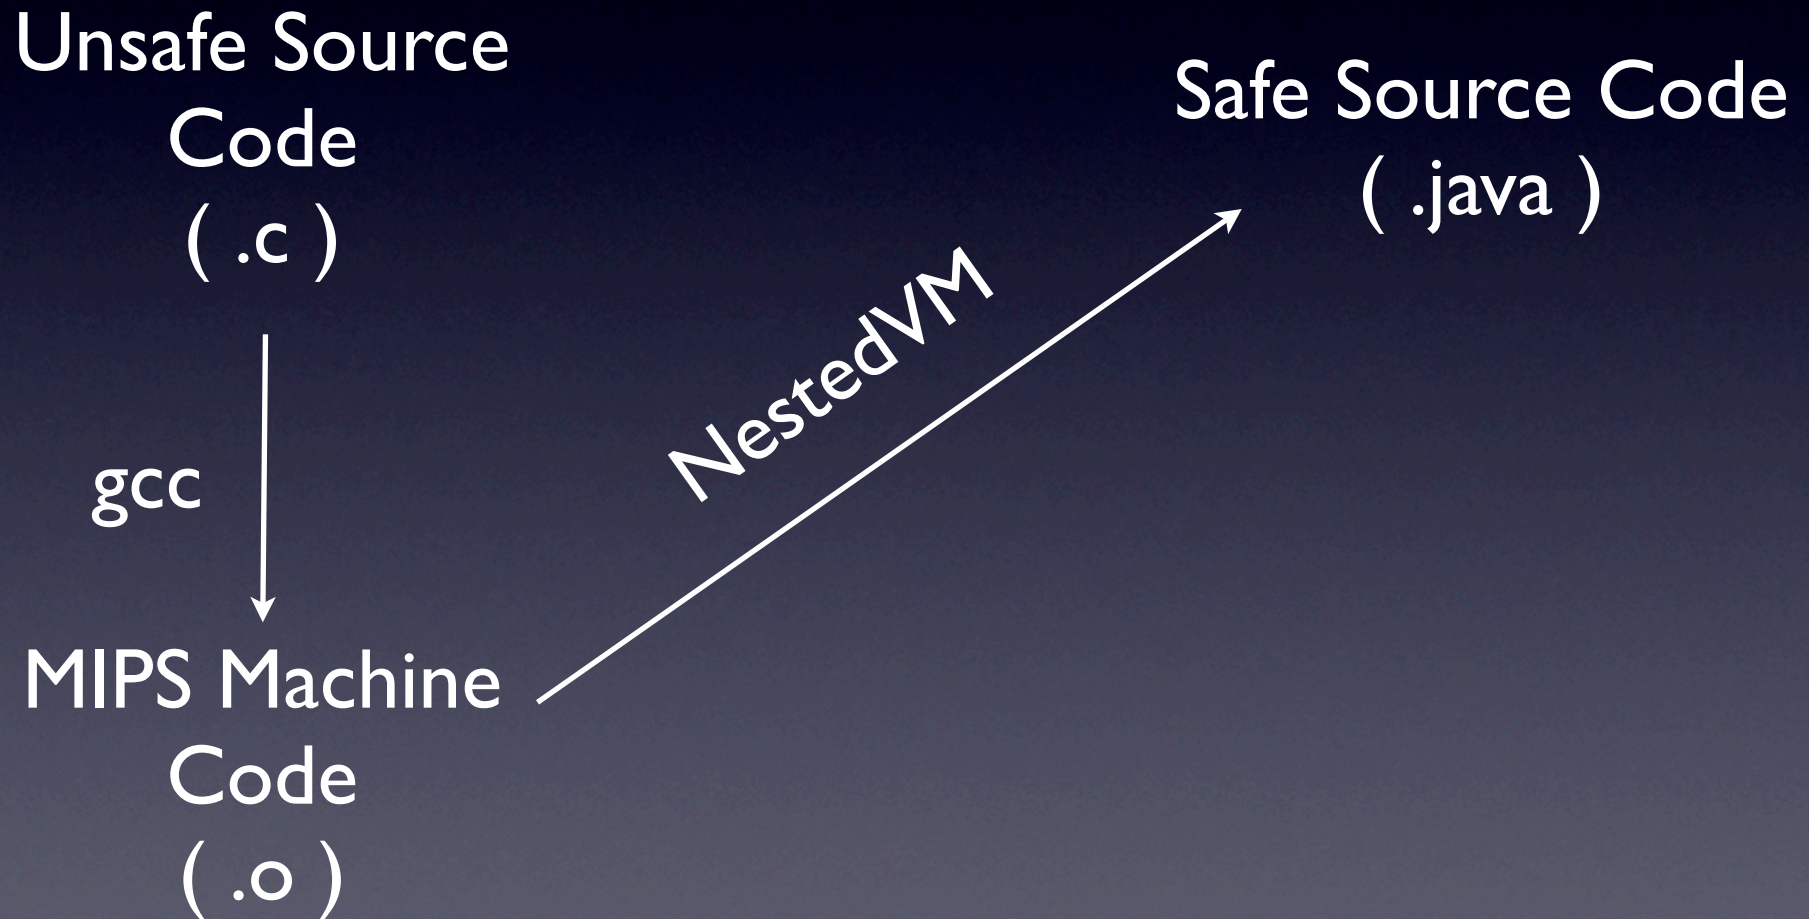 Unsafe Source
Code
( .c )
Safe Source Code
( .java )
NestedVM
gcc
MIPS Machine
Code
( .o )